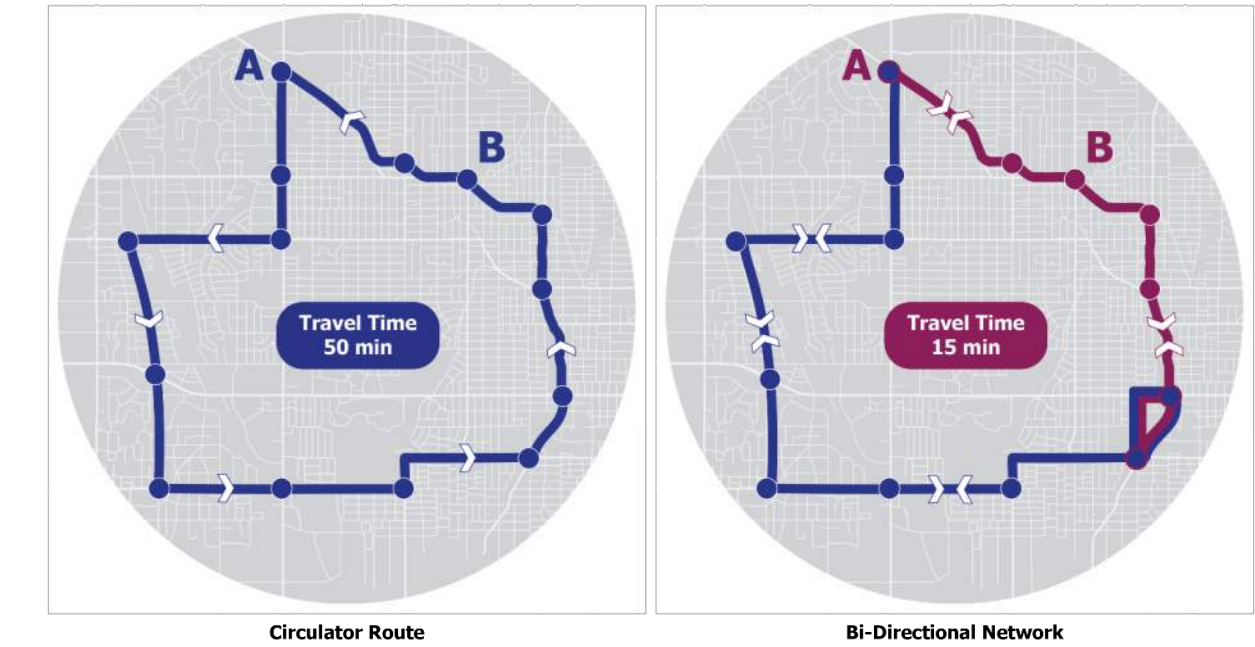 A
B
Travel Time
50 min
Circulator Route
A
B
Travel Time
15 min
Bi-Directional Network